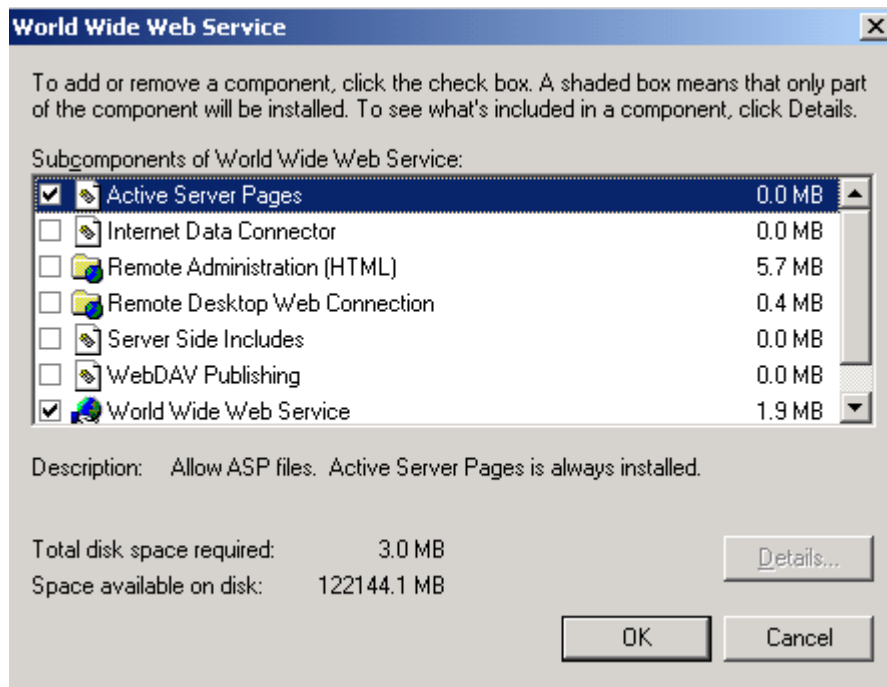 World Wide Web Service
To add or remove a component, click the check box. A shaded box means that only part
of the component will be installed. To see what's included in a component, click Details.
Subcomponents of World Wide Web Service:
Active Server Pages 0.0 MB
Internet Data Connector 0.0 MB
Remote Administration (HTML) 5.7 MB
Remote Desktop Web Connection 0.4 MB
Server Side Includes 0.0 MB
WebDAV Publishing 0.0 MB
World Wide Web Service 1.9 MB
Description: Allow ASP files. Active Server Pages is always installed.
Total disk space required: 3.0 MB
Space available on disk: 122144.1 MB
Details...
OK Cancel